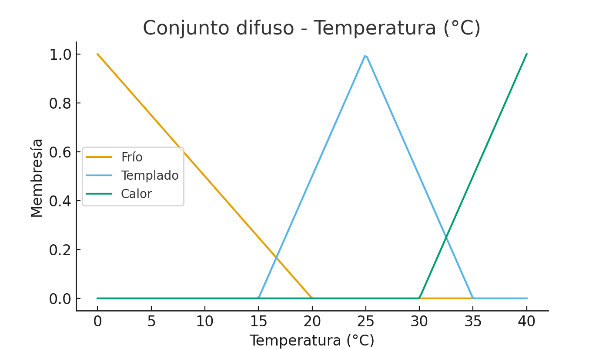 Conjunto difuso - Temperatura (°C)
Membresía
1.0
0.8
0.6
0.4
0.2
0.0
Frío
Templado
Calor
0 5 10 15 20 25 30 35 40
Temperatura (°C)